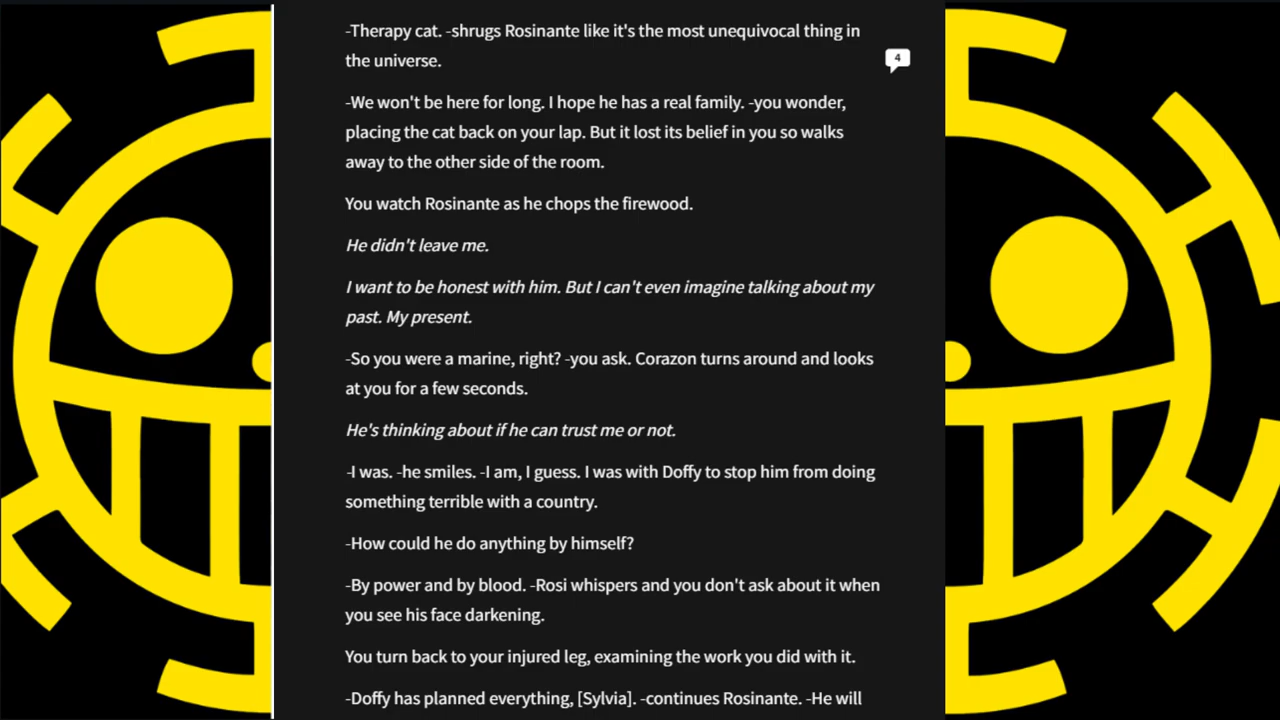 -Therapy cat. -shrugs Rosinante like it's the most unequivocal thing in
the universe.
4
-We won't be here for long. I hope he has a real family. -you wonder,
placing the cat back on your lap. But it lost its belief in you so walks
away to the other side of the room.
You watch Rosinante as he chops the firewood.
He didn't leave me.
I want to be honest with him. But I can't even imagine talking about my
past. My present.
-So you were a marine, right? -you ask. Corazon turns around and looks
at you for a few seconds.
He's thinking about if he can trust me or not.
-I was. -he smiles. -I am, I guess. I was with Doffy to stop him from doing
something terrible with a country.
-How could he do anything by himself?
-By power and by blood. -Rosi whispers and you don't ask about it when
you see his face darkening.
You turn back to your injured leg, examining the work you did with it.
-Doffy has planned everything, [Sylvia]. -continues Rosinante. -He will